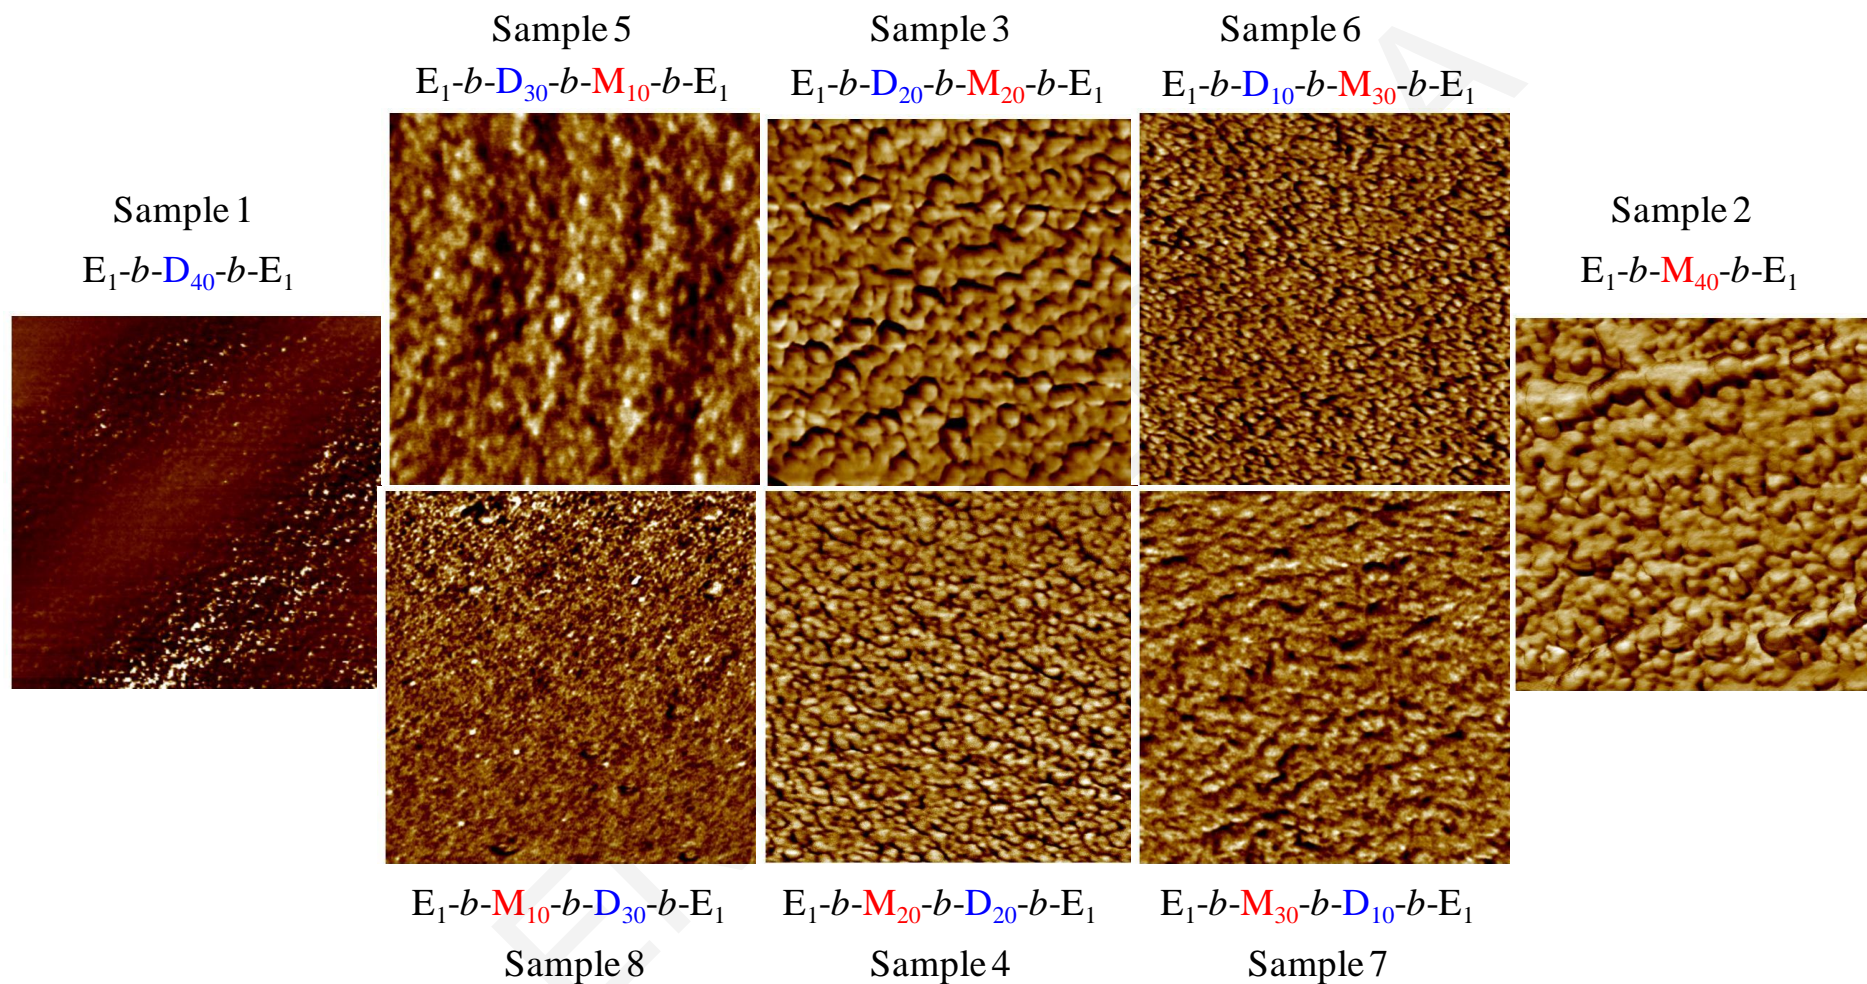 Sample 5
E₁-b-D₃₀-b-M₁₀-b-E₁
Sample 3
E₁-b-D₂₀-b-M₂₀-b-E₁
Sample 6
E₁-b-D₁₀-b-M₃₀-b-E₁
Sample 1
E₁-b-D₄₀-b-E₁
Sample 2
E₁-b-M₄₀-b-E₁
E₁-b-M₁₀-b-D₃₀-b-E₁
Sample 8
E₁-b-M₂₀-b-D₂₀-b-E₁
Sample 4
E₁-b-M₃₀-b-D₁₀-b-E₁
Sample 7